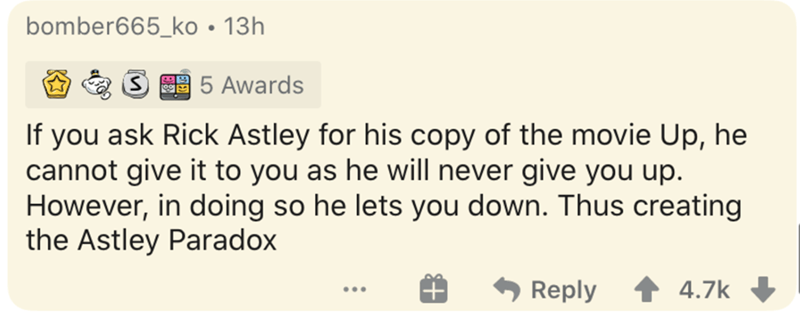 bomber665_ko • 13h
S 5 Awards
If you ask Rick Astley for his copy of the movie Up, he
cannot give it to you as he will never give you up.
However, in doing so he lets you down. Thus creating
the Astley Paradox
... Reply 4.7k